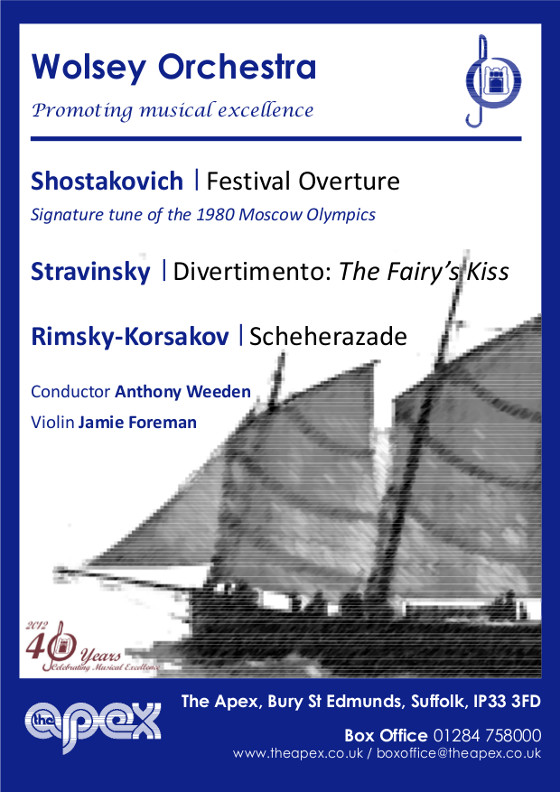 Wolsey Orchestra
Promoting musical excellence
Shostakovich | Festival Overture
Signature tune of the 1980 Moscow Olympics
Stravinsky | Divertimento: The Fairy's Kiss
Rimsky-Korsakov | Scheherazade
Conductor Anthony Weeden
Violin Jamie Foreman
2012
40 Years
Celebrating Musical Excellence
the apex
The Apex, Bury St Edmunds, Suffolk, IP33 3FD
Box Office 01284 758000
www.theapex.co.uk / boxoffice@theapex.co.uk